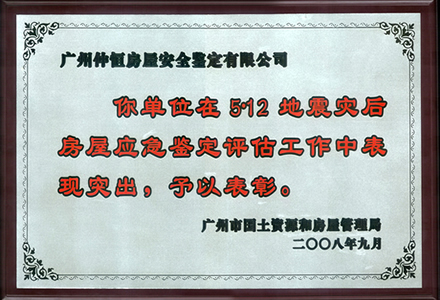 广州仲恒房屋安全鉴定有限公司
你单位在5·12地震灾后
房屋应急鉴定评估工作中表
现突出，予以表彰。
广州市国土资源和房屋管理局
二〇〇八年九月